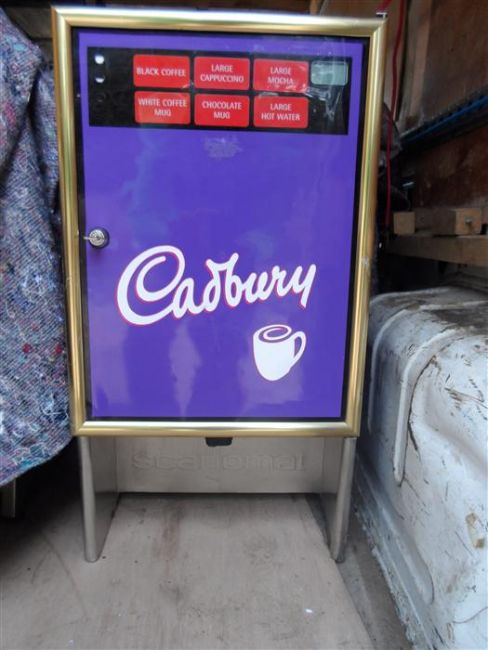 BLACK COFFEE
LARGE
CAPPUCCINO
LARGE
MOCHA
WHITE COFFEE
MUG
CHOCOLATE
MUG
LARGE
HOT WATER
Cadbury